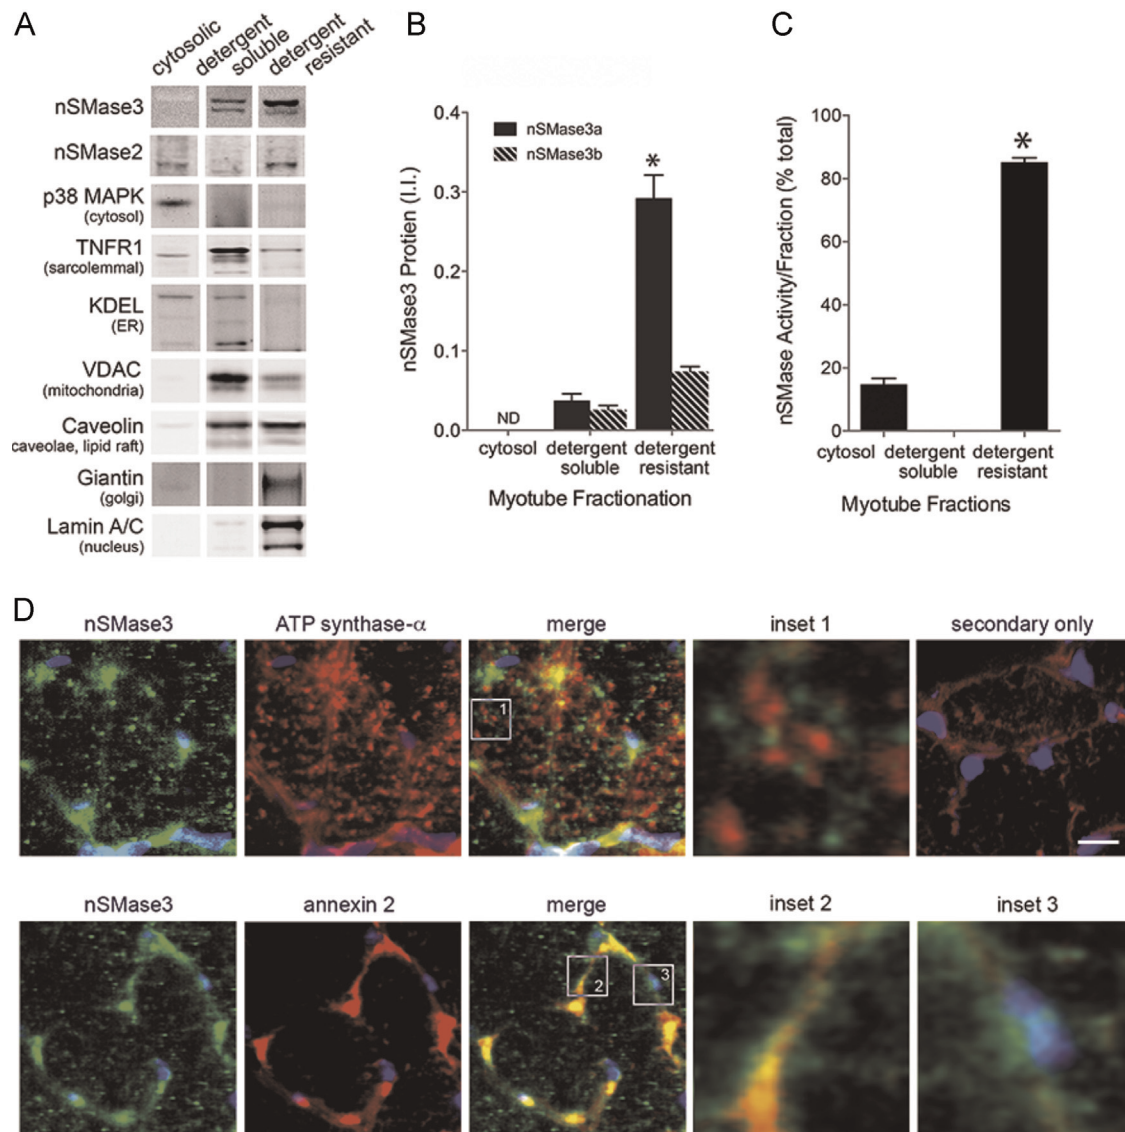 A
cytosolic
detergent
soluble
detergent
resistant
nSMase3
nSMase2
p38 MAPK
(cytosol)
TNFR1
(sarcolemmal)
KDEL
(ER)
VDAC
(mitochondria)
Caveolin
caveolae, lipid raft)
Giantin
(golgi)
Lamin A/C
(nucleus)
B
nSMase3 Protien (I.I.)
0.4
0.3
0.2
0.1
0.0
nSMase3a
nSMase3b
*
ND
cytosol
detergent
soluble
detergent
resistant
Myotube Fractionation
C
nSMase Activity/Fraction (% total)
100
80
60
40
20
0
*
cytosol
detergent
soluble
detergent
resistant
Myotube Fractions
D
nSMase3
ATP synthase-α
merge
inset 1
secondary only
1
nSMase3
annexin 2
merge
inset 2
inset 3
2
3